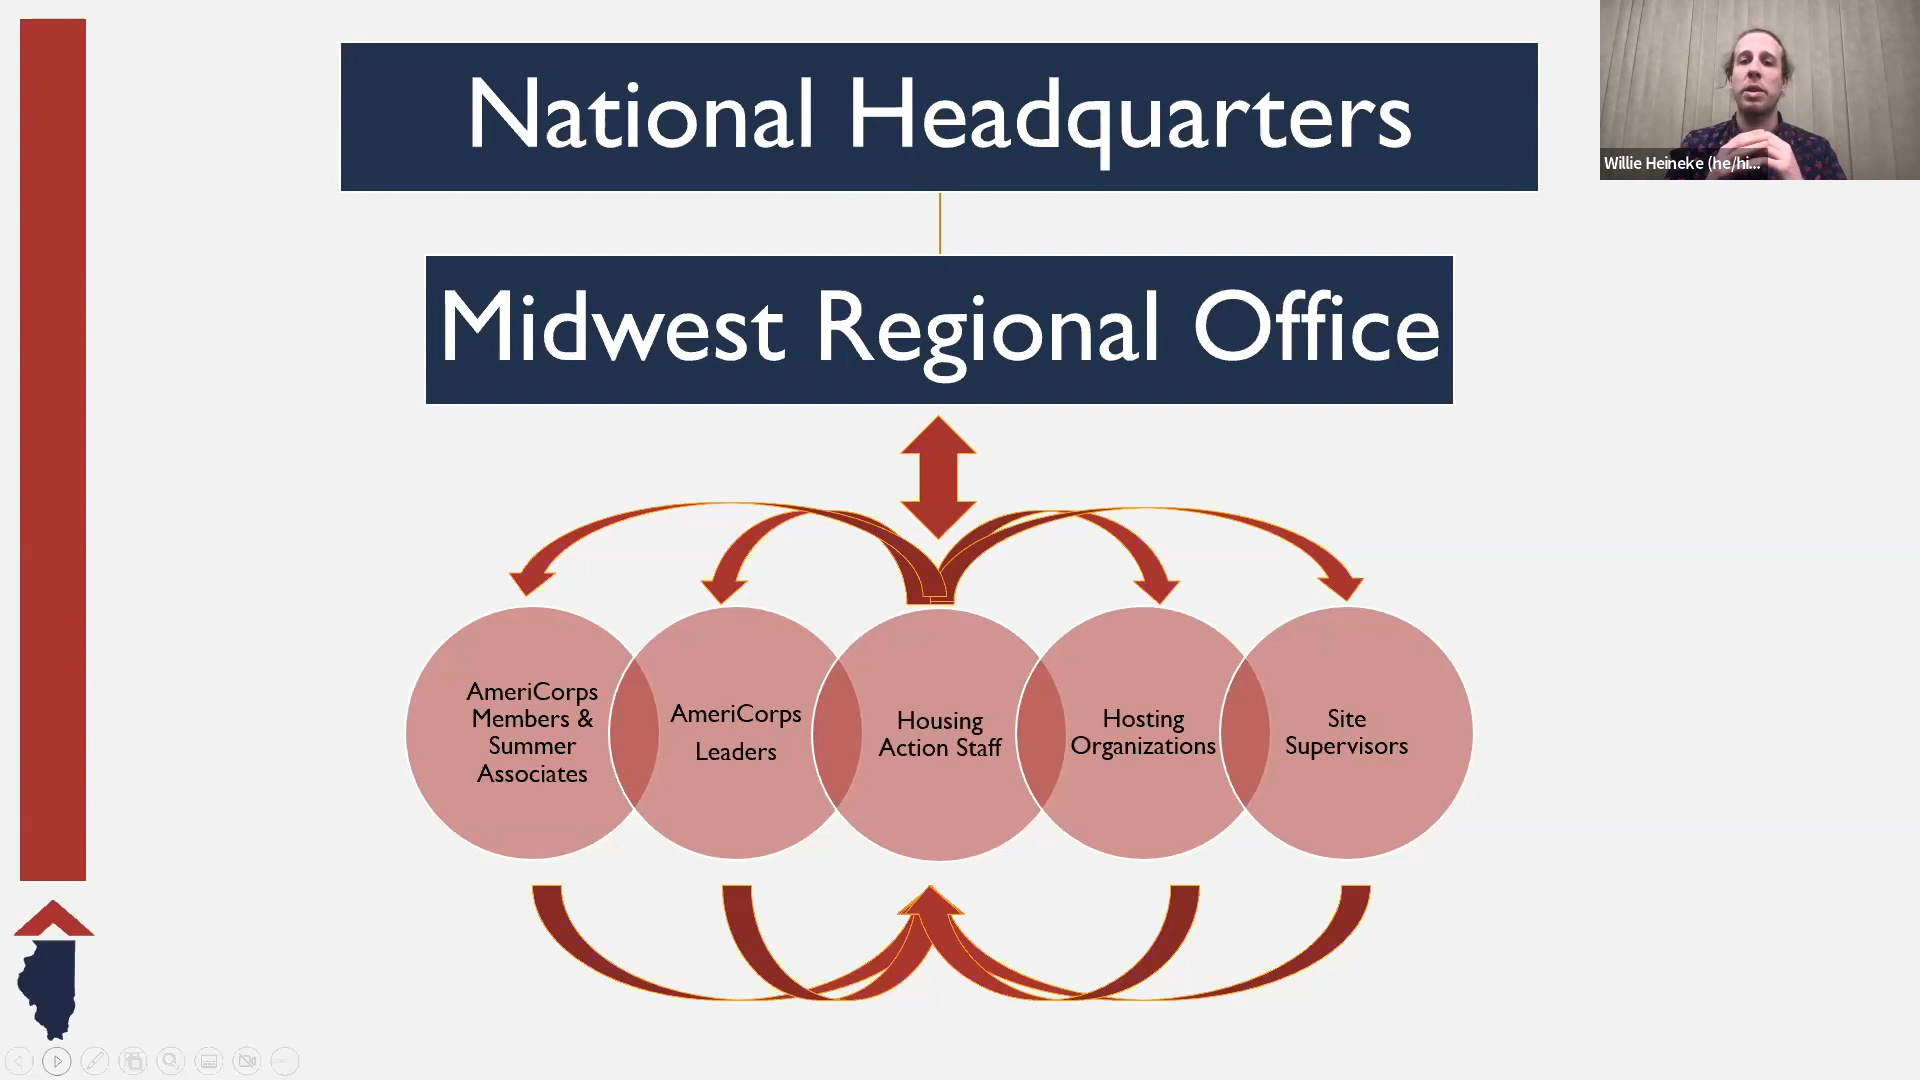 National Headquarters
Willie Heineke (he/hi...
Midwest Regional Office
AmeriCorps
Members &
Summer
Associates
AmeriCorps
Leaders
Housing
Action Staff
Hosting
Organizations
Site
Supervisors